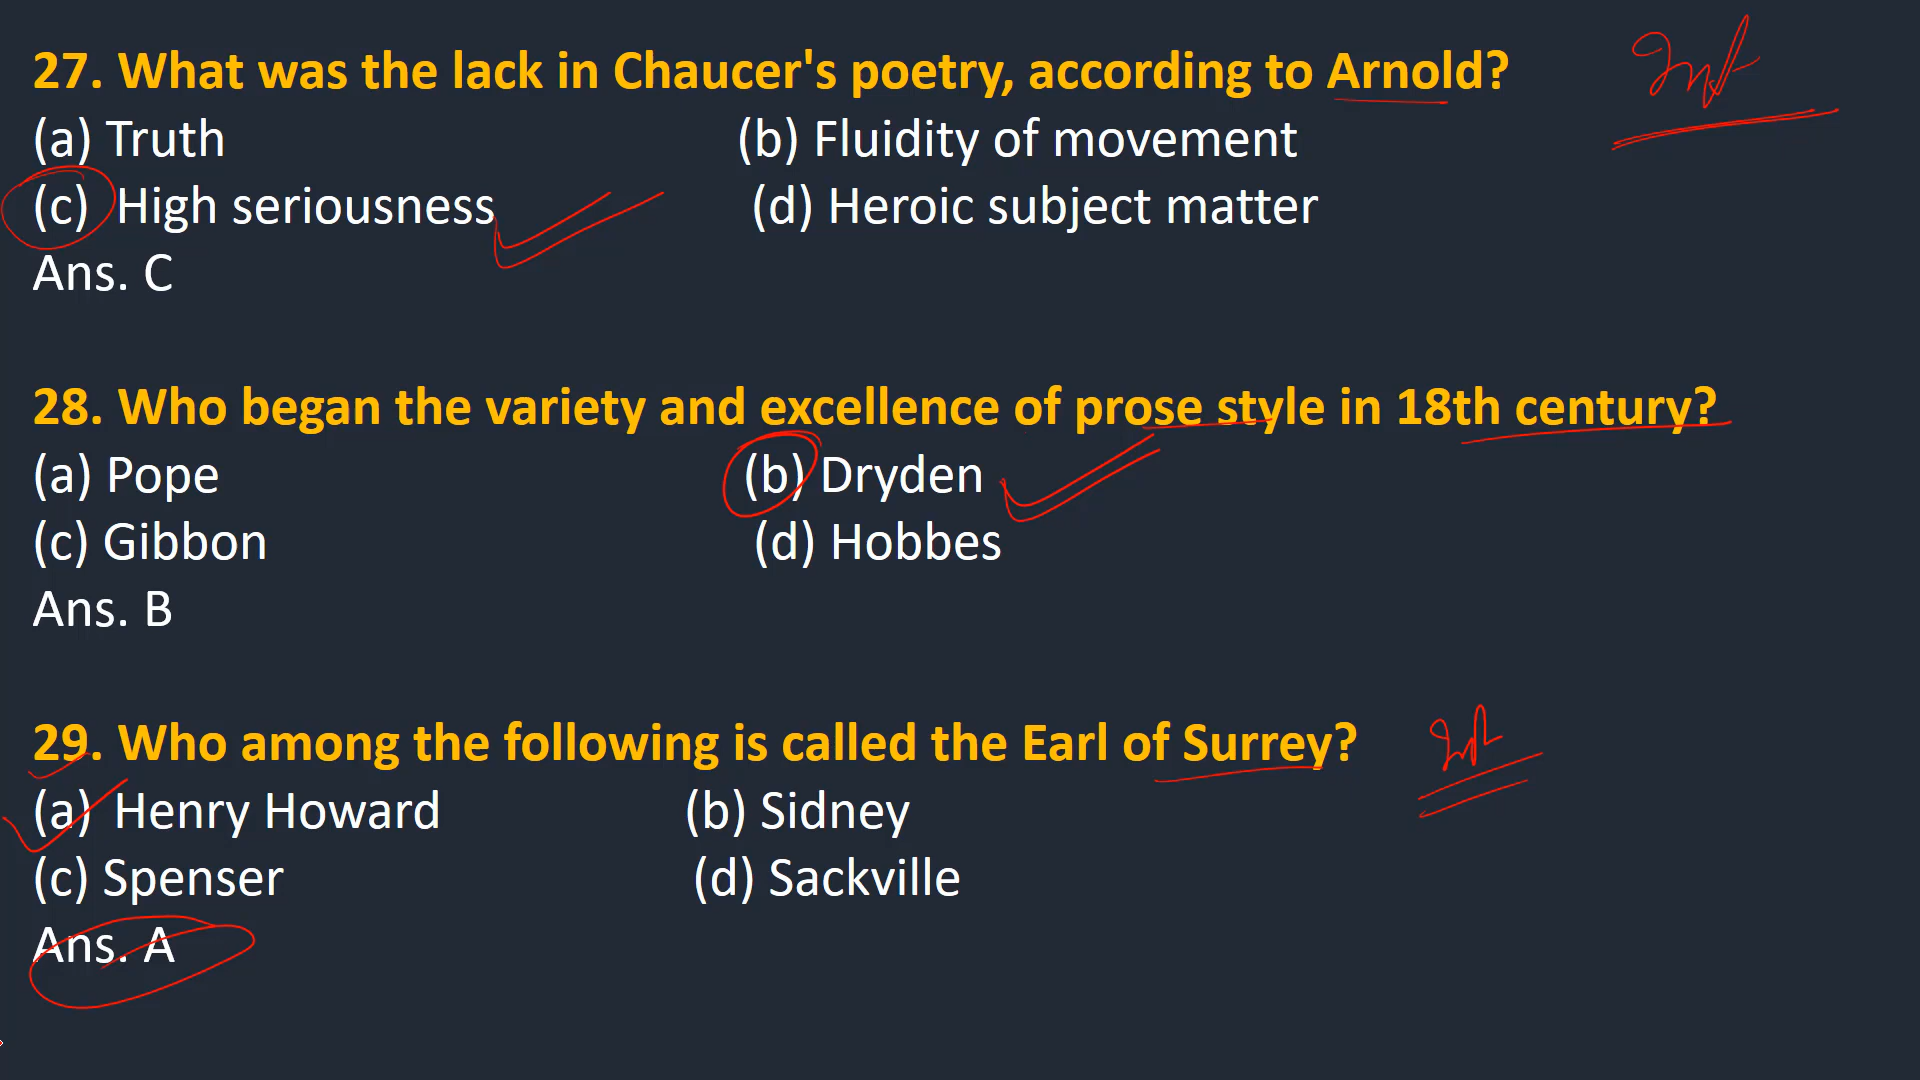 27. What was the lack in Chaucer's poetry, according to Arnold?
(a) Truth (b) Fluidity of movement
(c) High seriousness (d) Heroic subject matter
Ans. C
28. Who began the variety and excellence of prose style in 18th century?
(a) Pope (b) Dryden
(c) Gibbon (d) Hobbes
Ans. B
29. Who among the following is called the Earl of Surrey?
(a) Henry Howard (b) Sidney
(c) Spenser (d) Sackville
Ans. A